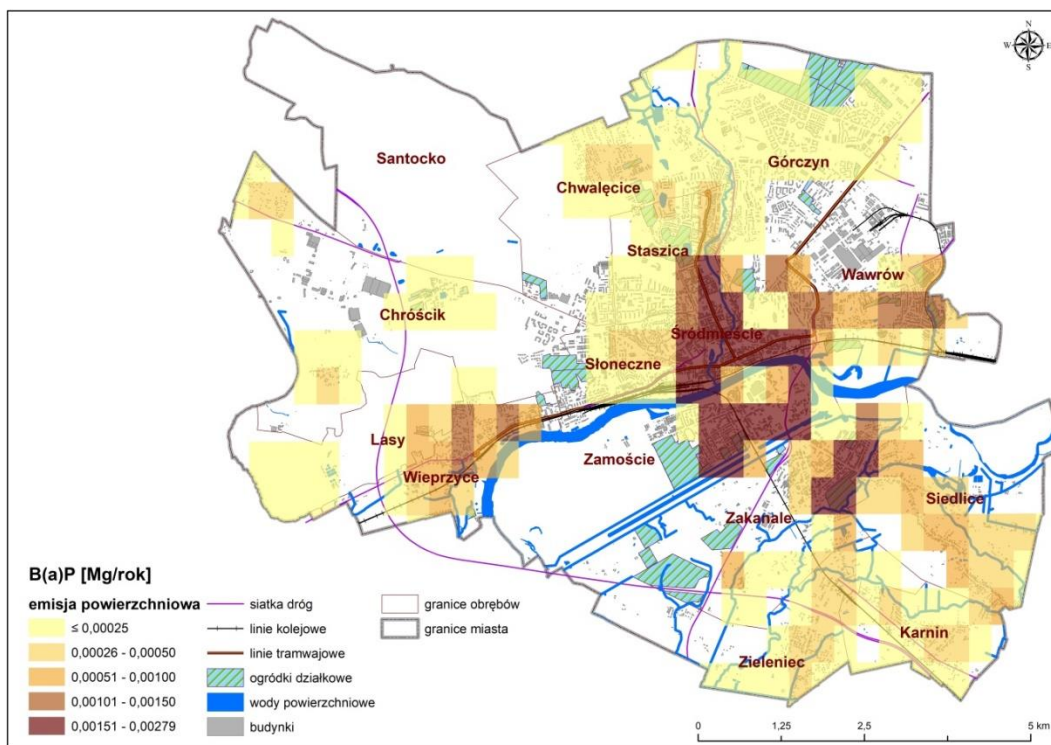 N
W E
S
Santocko
Górczyn
Chwalęcice
Staszica
Wawrów
Chróścik
Śródmieście
Słoneczne
Lasy
Zamoście
Wieprzyce
Siedlice
Zakanale
Karnin
Zieleniec
B(a)P [Mg/rok]
emisja powierzchniowa
≤ 0,00025
0,00026 - 0,00050
0,00051 - 0,00100
0,00101 - 0,00150
0,00151 - 0,00279
siatka dróg
linie kolejowe
linie tramwajowe
ogródki działkowe
wody powierzchniowe
budynki
granice obrębów
granice miasta
0 1,25 2,5 5 km